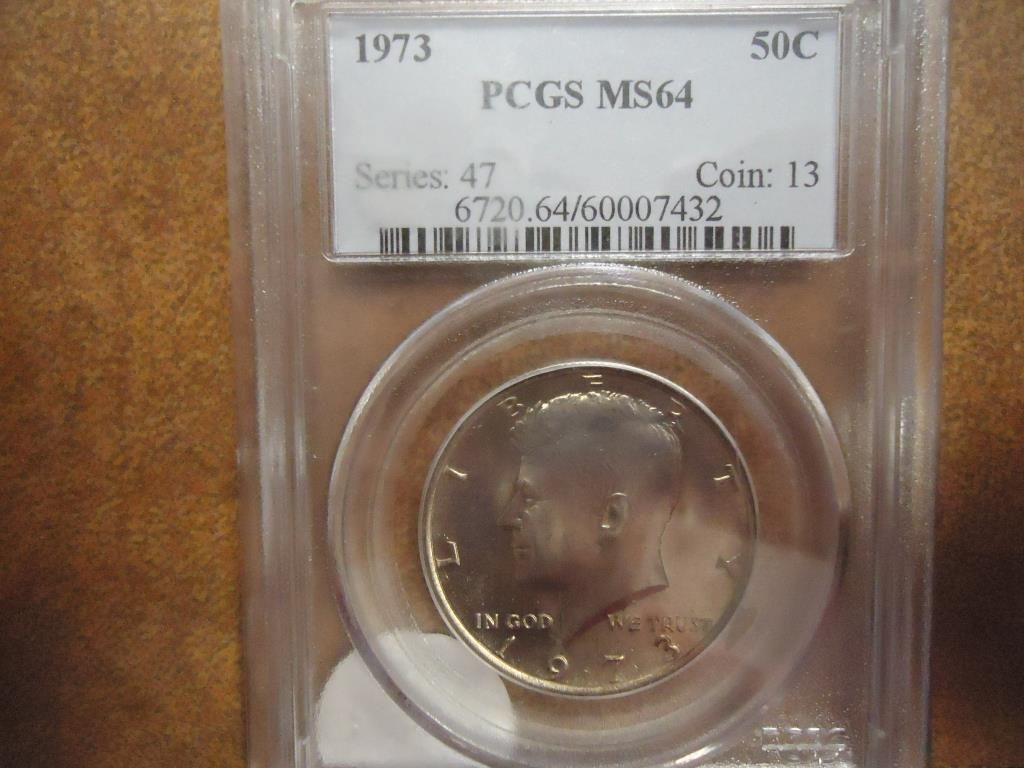 1973 50C
PCGS MS64
Series: 47 Coin: 13
6720.64/60007432
LIBERTY
IN GOD WE TRUST
1973